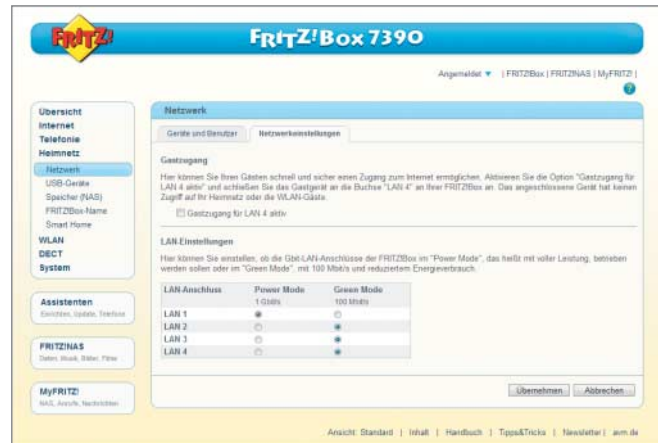 FRITZ!
FRITZ!Box 7390
Angemeldet | FRITZ!Box | FRITZ!NAS | MyFRITZ! |
?
Übersicht
Internet
Telefonie
Heimnetz
Netzwerk
USB-Geräte
Speicher (NAS)
FRITZ!Box-Name
Smart Home
WLAN
DECT
System
Assistenten
Einrichten, Update, Telefone
FRITZ!NAS
Daten, Musik, Bilder, Filme
MyFRITZ!
NAS, Anrufe, Nachrichten
Netzwerk
Geräte und Benutzer
Netzwerkeinstellungen
Gastzugang
Hier können Sie Ihren Gästen schnell und sicher einen Zugang zum Internet ermöglichen. Aktivieren Sie die Option "Gastzugang für
LAN 4 aktiv" und schließen Sie das Gastgerät an die Buchse "LAN 4" an Ihrer FRITZ!Box an. Das angeschlossene Gerät hat keinen
Zugriff auf Ihr Heimnetz oder die WLAN-Gäste.
Gastzugang für LAN 4 aktiv
LAN-Einstellungen
Hier können Sie einstellen, ob die Gbit-LAN-Anschlüsse der FRITZ!Box im "Power Mode", das heißt mit voller Leistung, betrieben
werden sollen oder im "Green Mode", mit 100 Mbit/s und reduziertem Energieverbrauch.
LAN-Anschluss Power Mode Green Mode
1 Gbit/s 100 Mbit/s
LAN 1
LAN 2
LAN 3
LAN 4
Übernehmen Abbrechen
Ansicht: Standard | Inhalt | Handbuch | Tipps&Tricks | Newsletter | avm.de